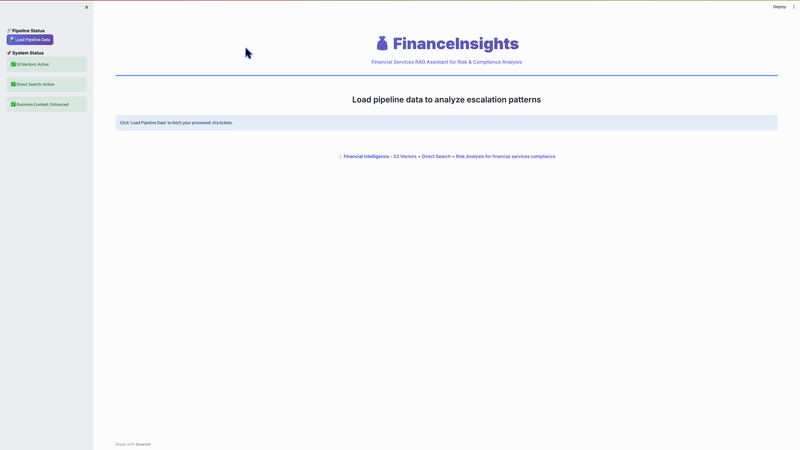 Deploy
Pipeline Status
Load Pipeline Data
System Status
S3 Vectors: Active
Direct Search: Active
Business Context: Enhanced
FinanceInsights
Financial Services RAG Assistant for Risk & Compliance Analysis
Load pipeline data to analyze escalation patterns
Click 'Load Pipeline Data' to fetch your processed Jira tickets.
Financial Intelligence - S3 Vectors + Direct Search + Risk Analysis for financial services compliance
Made with Streamlit